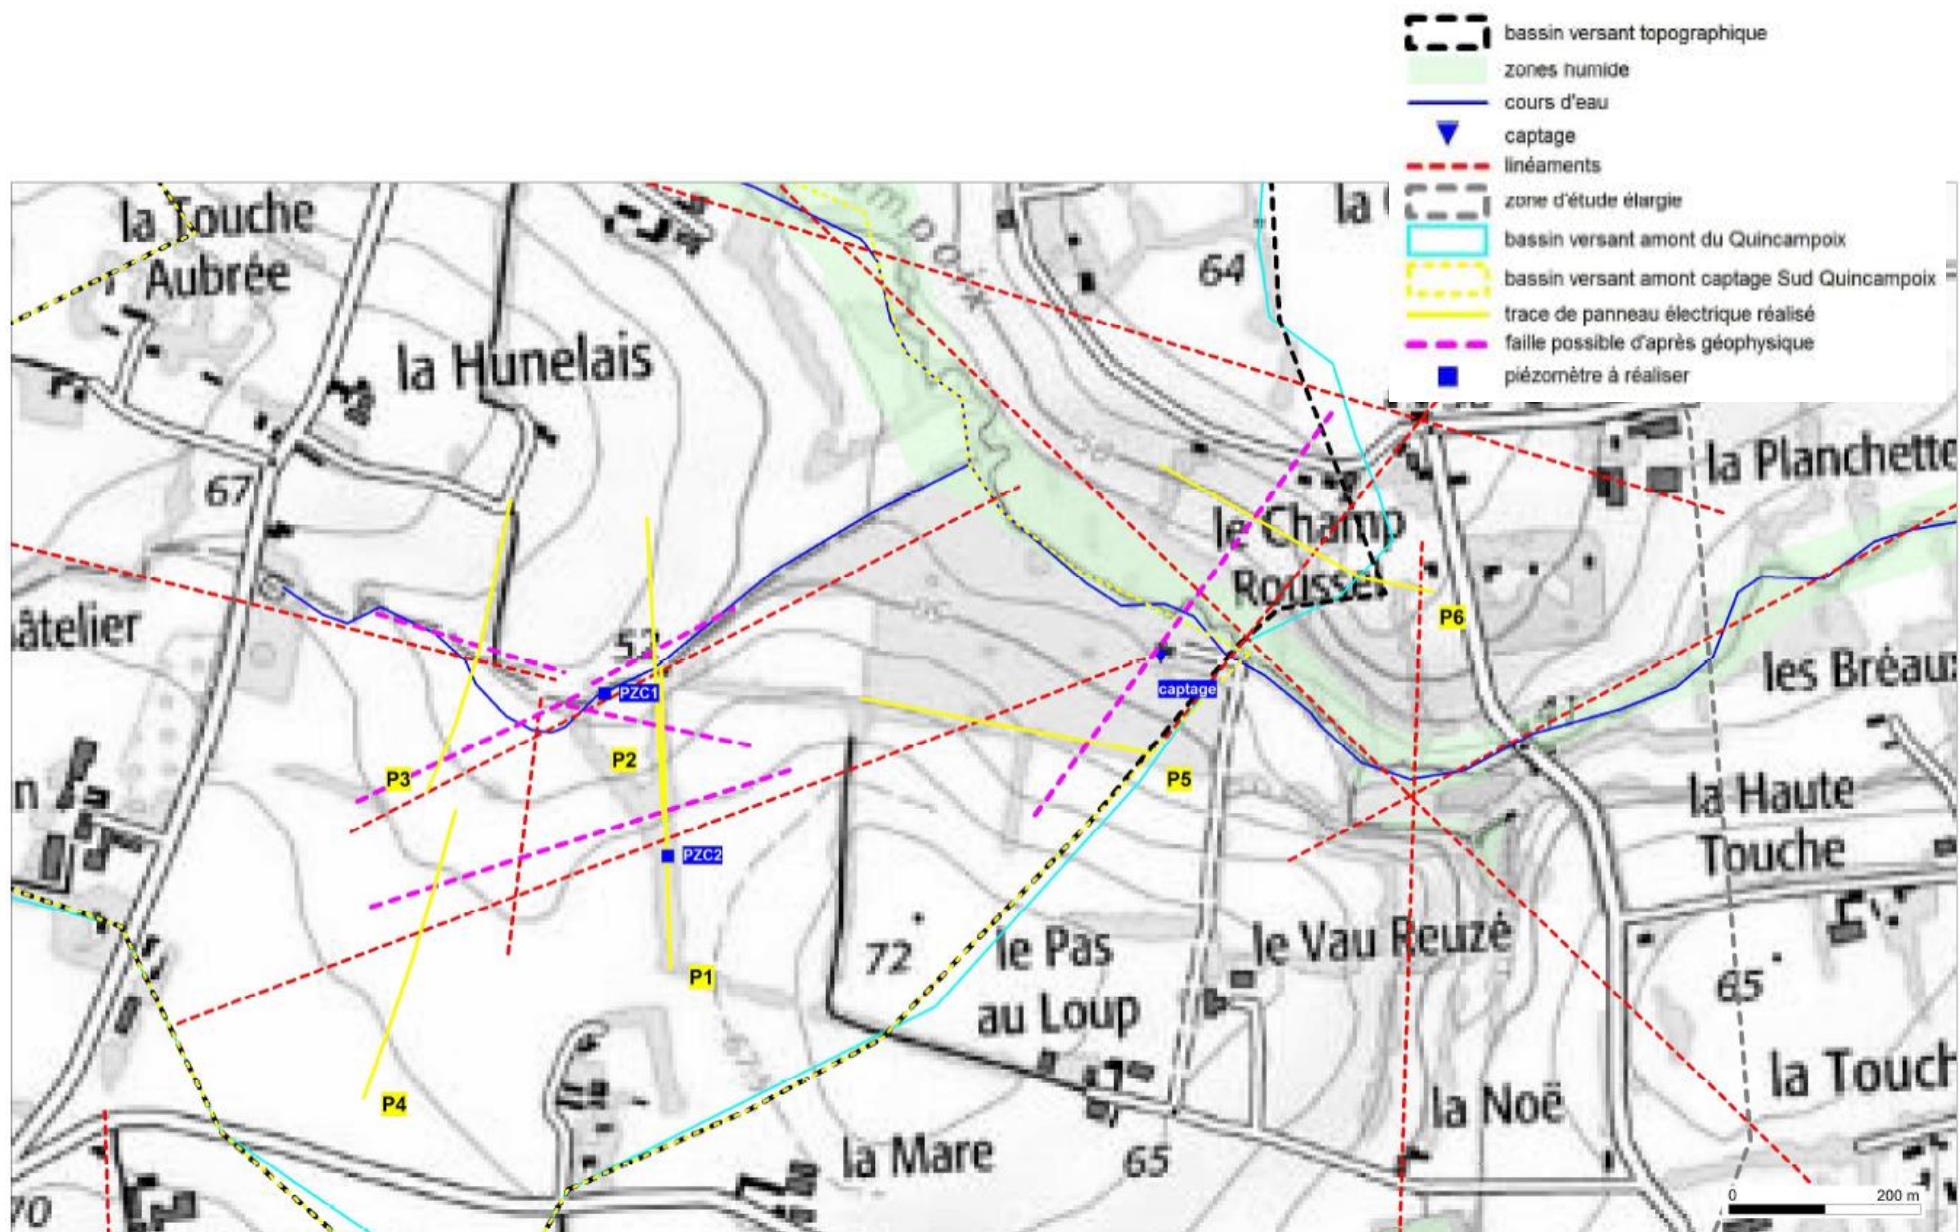 bassin versant topographique
zones humide
cours d'eau
captage
linéaments
zone d'étude élargie
bassin versant amont du Quincampoix
bassin versant amont captage Sud Quincampoix
trace de panneau électrique réalisé
faille possible d'après géophysique
piézomètre à réaliser
la Touche
Aubrée
la
64
la Hunelais
67
la Planchette
50
le Champ
Rousse
P6
âtelier
52
PZC1
captage
les Bréau
P3
P2
P5
n
la Haute
Touche
PZC2
72
le Pas
au Loup
le Vau Reuzé
P1
65
la Touch
P4
la Noë
la Mare
65
70
0 200 m